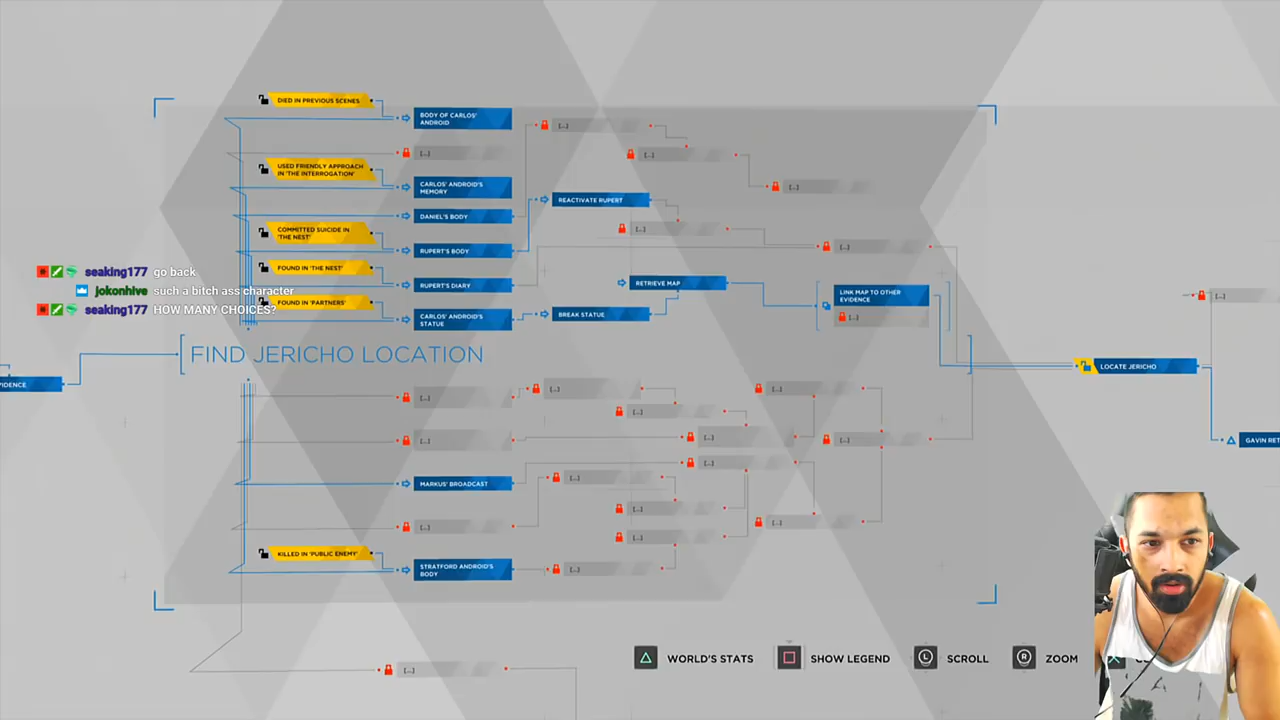 DIED IN PREVIOUS SCENES
BODY OF CARLOS'
ANDROID
[...]
[...]
[...]
USED FRIENDLY APPROACH
IN 'THE INTERROGATION'
CARLOS' ANDROID'S
MEMORY
[...]
REACTIVATE RUPERT
DANIEL'S BODY
COMMITTED SUICIDE IN
'THE NEST'
[...]
RUPERT'S BODY
[...]
FOUND IN 'THE NEST'
RUPERT'S DIARY
RETRIEVE MAP
LINK MAP TO OTHER
EVIDENCE
[...]
[...]
seaking177 go back
jokonhive such a bitch ass character
seaking177 HOW MANY CHOICES?
FOUND IN 'PARTNERS'
CARLOS' ANDROID'S
STATUE
BREAK STATUE
FIND JERICHO LOCATION
LOCATE JERICHO
VIDENCE
[...]
[...]
[...]
[...]
[...]
[...]
[...]
GAVIN RET
[...]
MARKUS' BROADCAST
[...]
[...]
[...]
[...]
[...]
KILLED IN 'PUBLIC ENEMY'
STRATFORD ANDROID'S
BODY
[...]
WORLD'S STATS
SHOW LEGEND
L
SCROLL
R
ZOOM
[...]